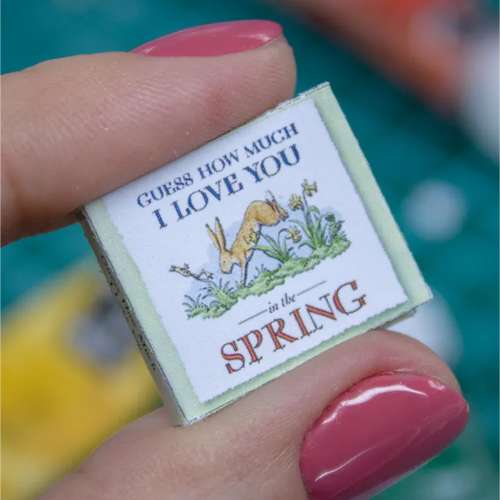 GUESS HOW MUCH
I LOVE YOU
in the
SPRING